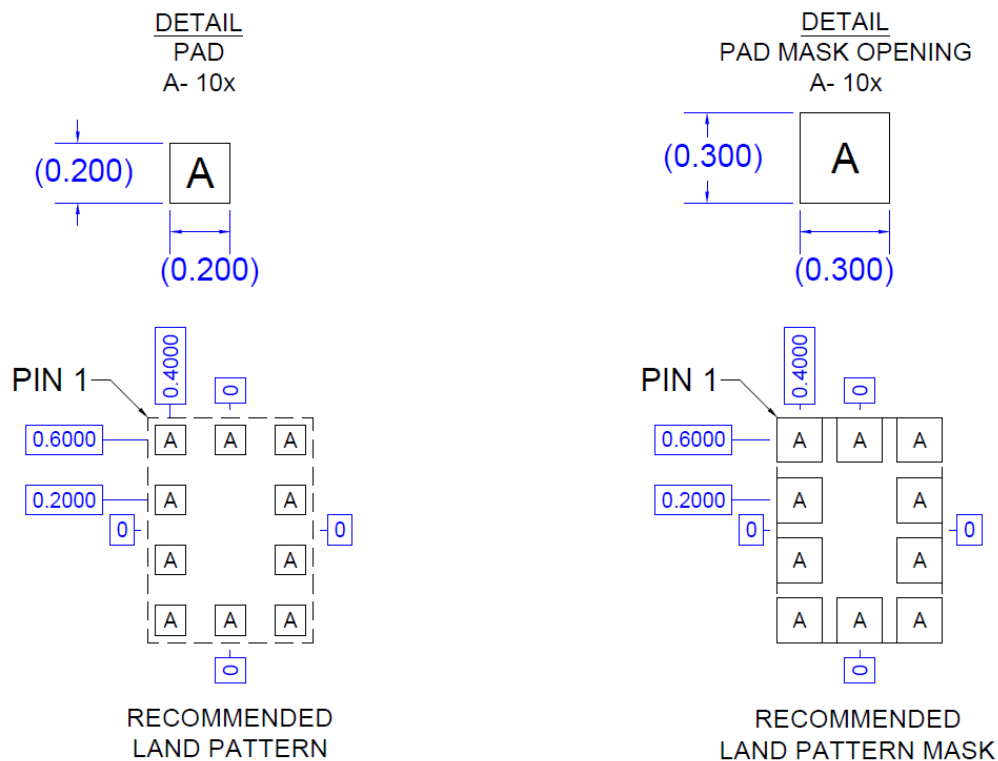 DETAIL
PAD
A- 10x
(0.200)
A
(0.200)
DETAIL
PAD MASK OPENING
A- 10x
(0.300)
A
(0.300)
0.4000
0
PIN 1
0.6000
A A A
0.2000
A A
0 0
A A
A A A
0
RECOMMENDED
LAND PATTERN
0.4000
0
PIN 1
0.6000
A A A
0.2000
A A
0 0
A A
A A A
0
RECOMMENDED
LAND PATTERN MASK